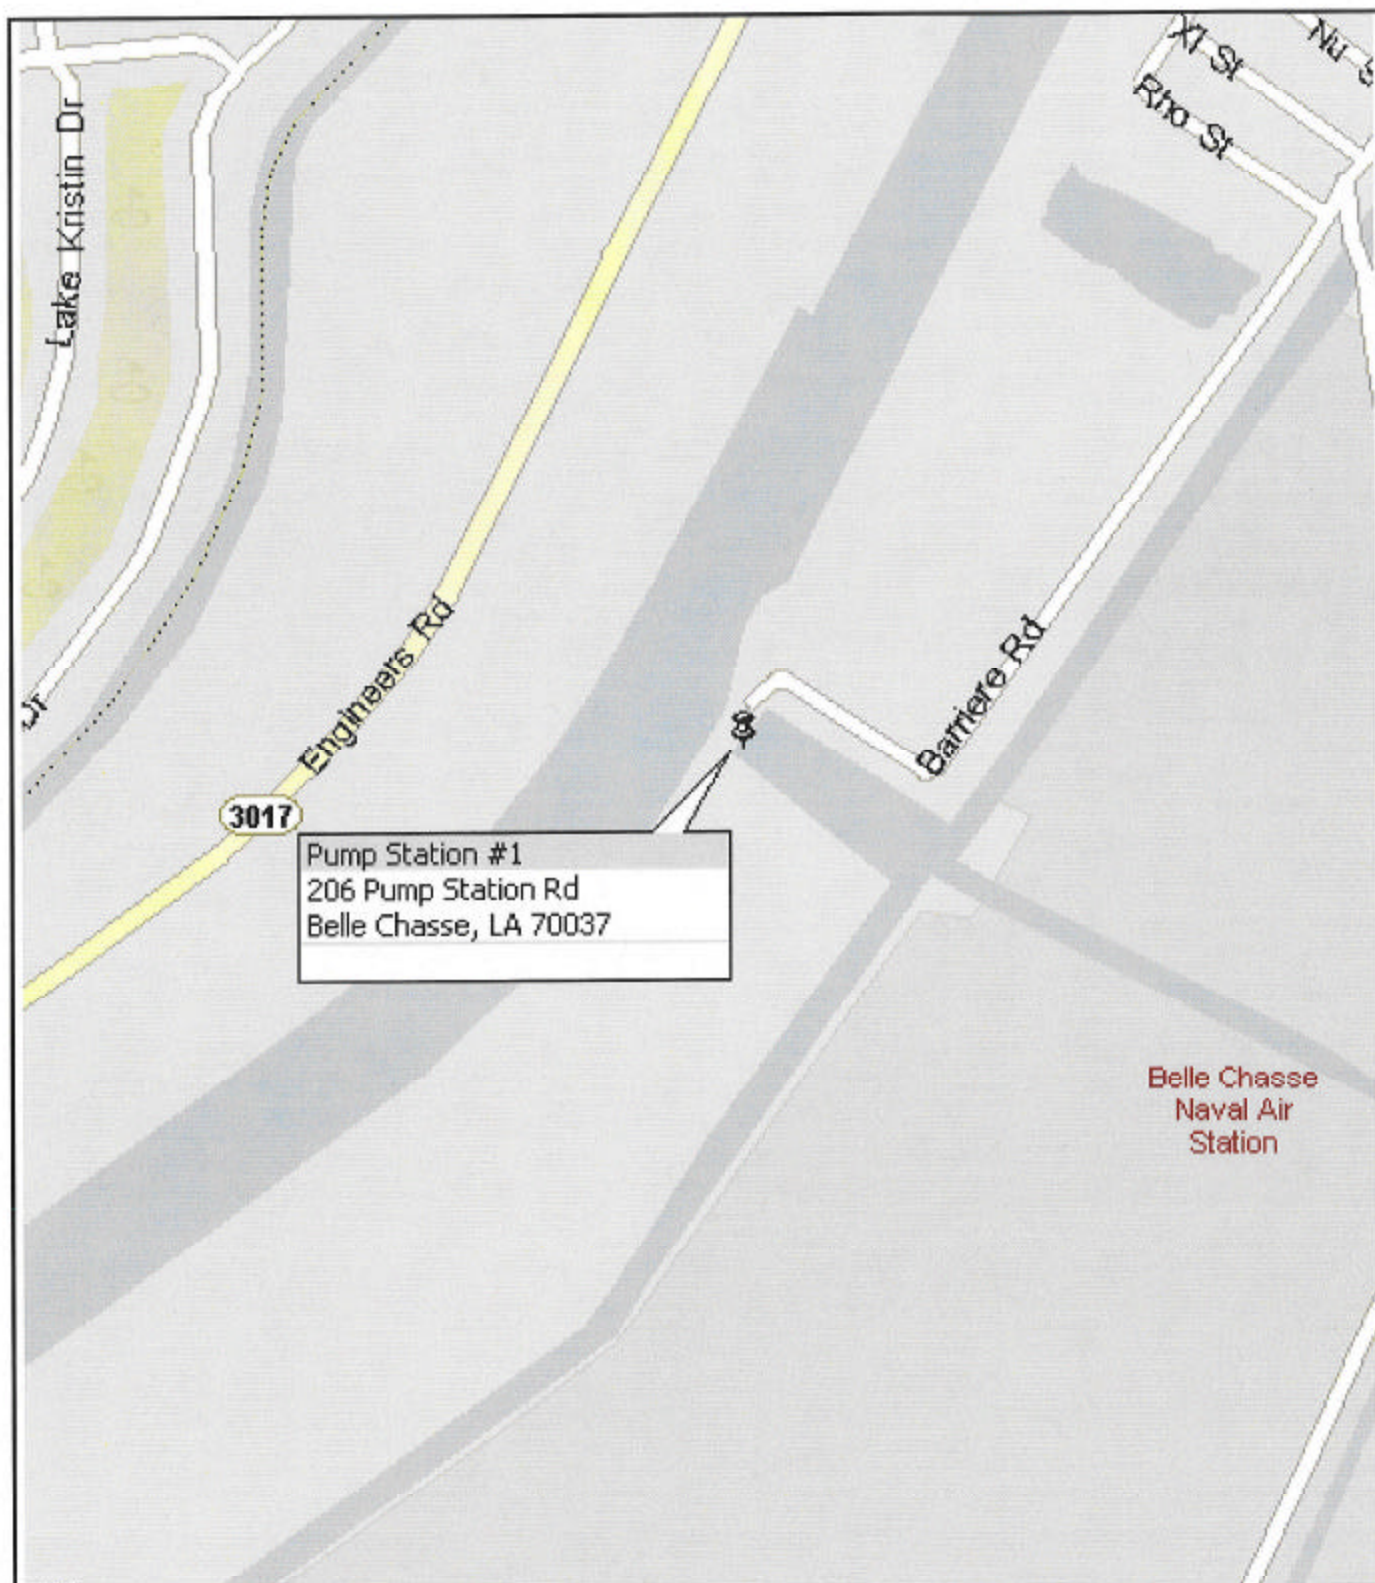 Xi St
Nu S
Rho St
Lake Kristin Dr
Engineers Rd
Barriere Rd
Dr
3017
Pump Station #1
206 Pump Station Rd
Belle Chasse, LA 70037
Belle Chasse
Naval Air
Station